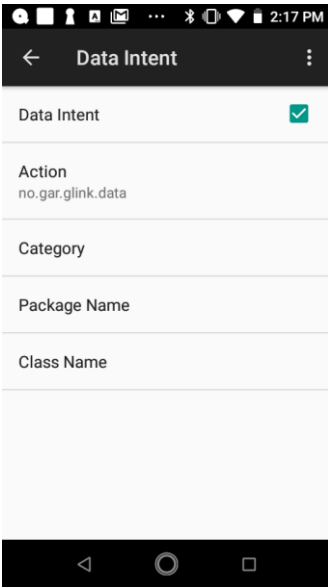 2:17 PM
Data Intent
Data Intent
Action
no.gar.glink.data
Category
Package Name
Class Name